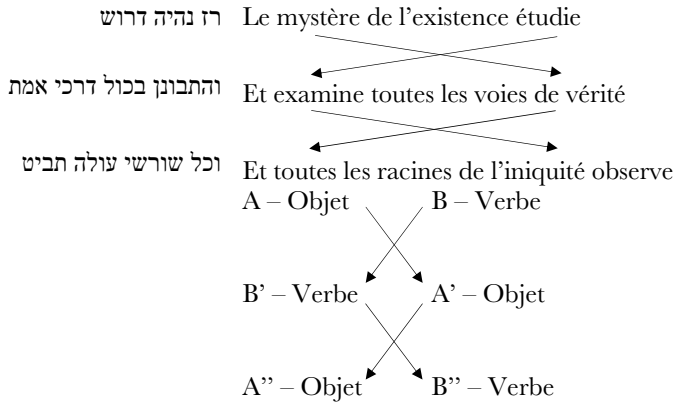 רז נהיה דרוש Le mystère de l’existence étudie
והתבונן בכול דרכי אמת Et examine toutes les voies de vérité
וכל שורשי עולה תביט Et toutes les racines de l’iniquité observe
A – Objet B – Verbe
B’ – Verbe A’ – Objet
A’’ – Objet B’’ – Verbe